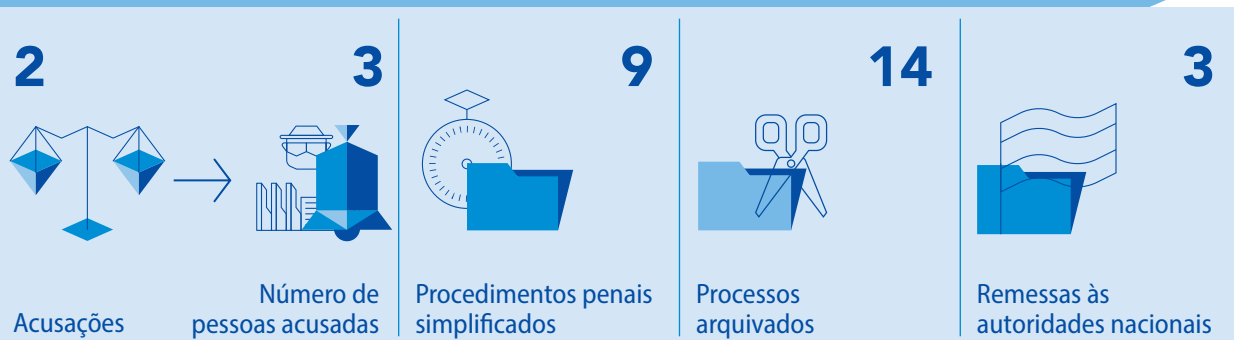 2
Acusações
3
Número de
pessoas acusadas
9
Procedimentos penais
simplificados
14
Processos
arquivados
3
Remessas às
autoridades nacionais